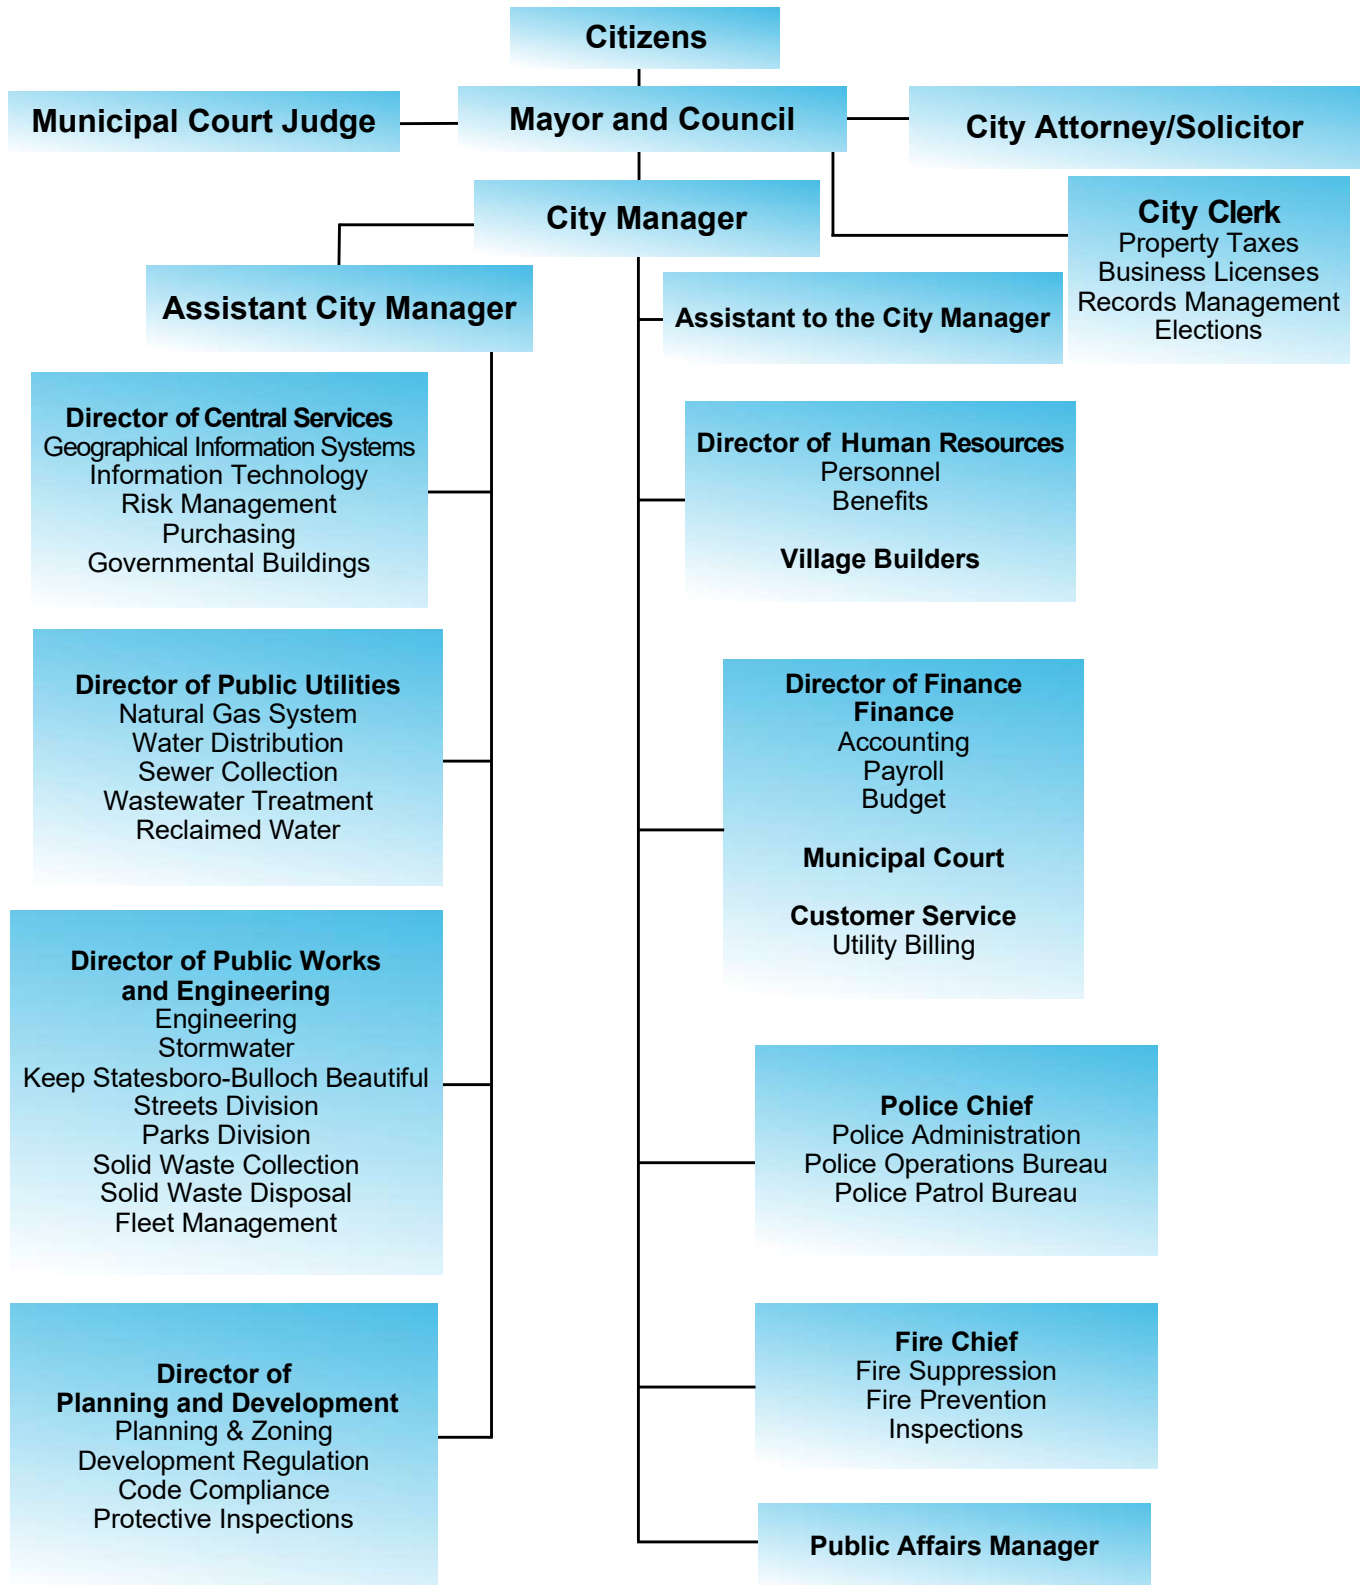 Citizens
Municipal Court Judge
Mayor and Council
City Attorney/Solicitor
City Manager
City Clerk
Property Taxes
Business Licenses
Records Management
Elections
Assistant City Manager
Assistant to the City Manager
Director of Central Services
Geographical Information Systems
Information Technology
Risk Management
Purchasing
Governmental Buildings
Director of Human Resources
Personnel
Benefits
Village Builders
Director of Public Utilities
Natural Gas System
Water Distribution
Sewer Collection
Wastewater Treatment
Reclaimed Water
Director of Finance
Finance
Accounting
Payroll
Budget
Municipal Court
Customer Service
Utility Billing
Director of Public Works
and Engineering
Engineering
Stormwater
Keep Statesboro-Bulloch Beautiful
Streets Division
Parks Division
Solid Waste Collection
Solid Waste Disposal
Fleet Management
Police Chief
Police Administration
Police Operations Bureau
Police Patrol Bureau
Director of
Planning and Development
Planning & Zoning
Development Regulation
Code Compliance
Protective Inspections
Fire Chief
Fire Suppression
Fire Prevention
Inspections
Public Affairs Manager